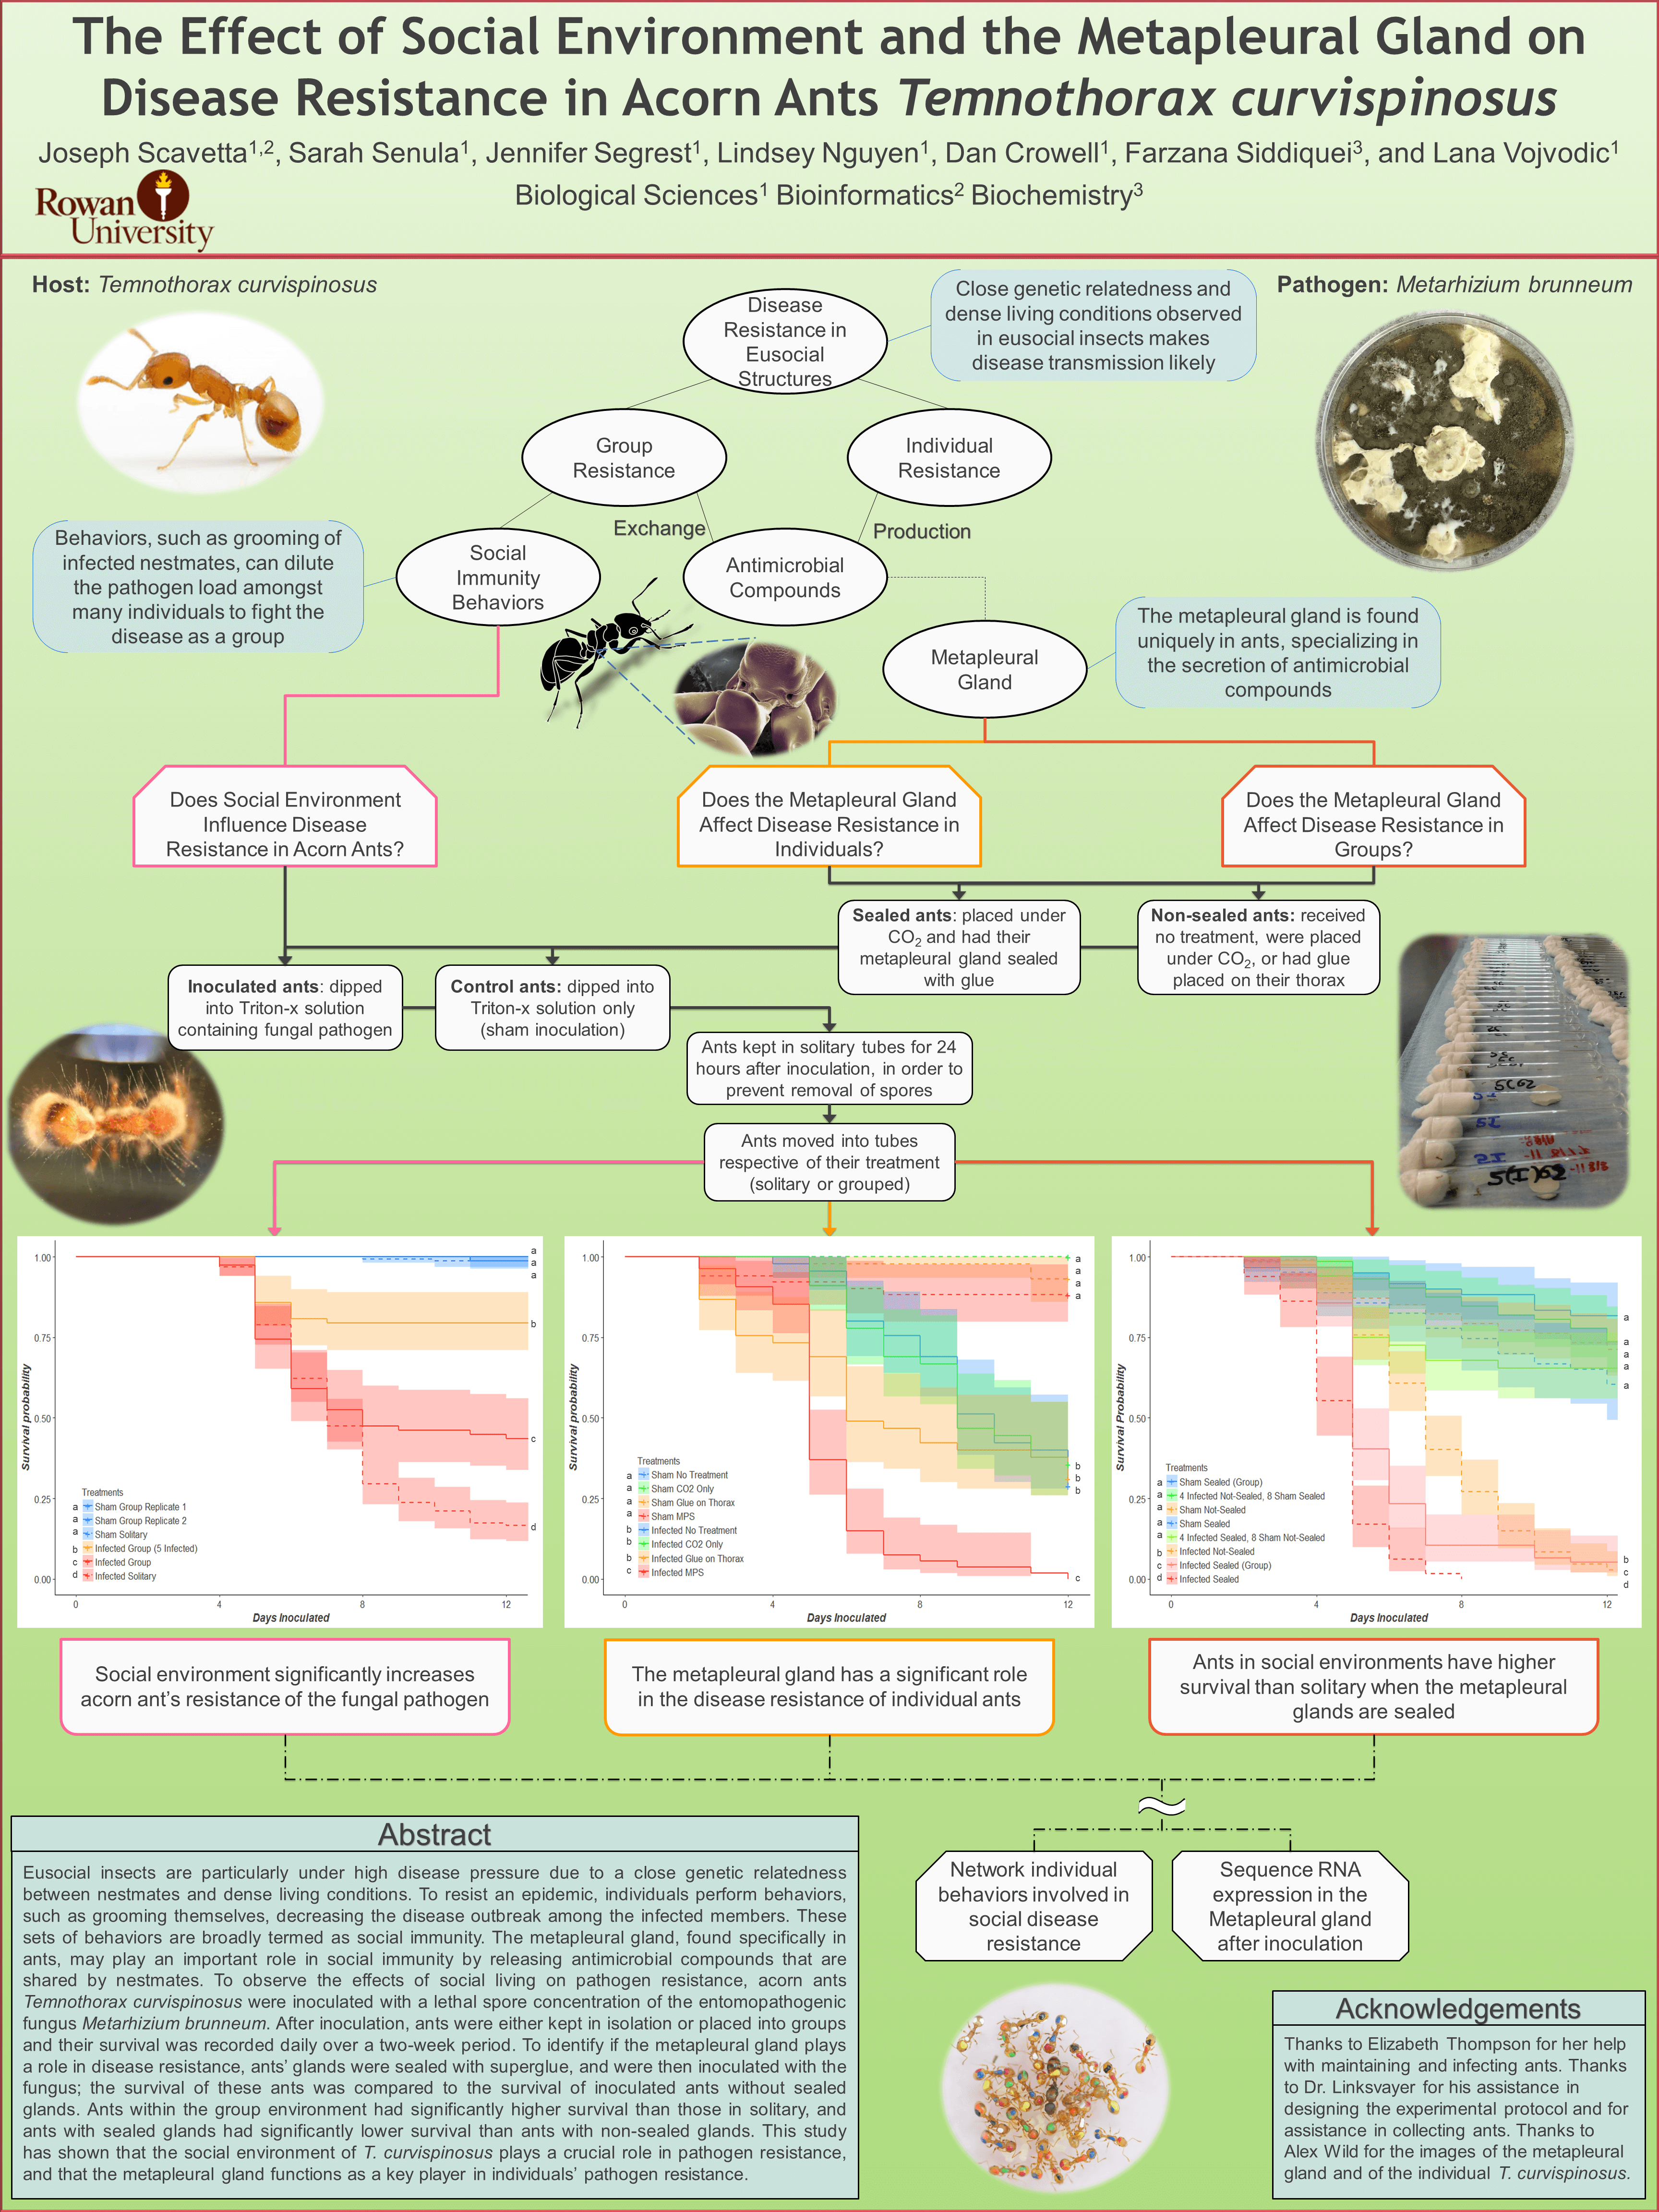 The Effect of Social Environment and the Metapleural Gland on
Disease Resistance in Acorn Ants Temnothorax curvispinosus
Joseph Scavetta1,2, Sarah Senula1, Jennifer Segrest1, Lindsey Nguyen1, Dan Crowell1, Farzana Siddiquei3, and Lana Vojvodic1
Biological Sciences1 Bioinformatics2 Biochemistry3
Rowan
University
Host: Temnothorax curvispinosus
Pathogen: Metarhizium brunneum
Disease
Resistance in
Eusocial
Structures
Close genetic relatedness and
dense living conditions observed
in eusocial insects makes
disease transmission likely
Group
Resistance
Individual
Resistance
Exchange
Production
Behaviors, such as grooming of
infected nestmates, can dilute
the pathogen load amongst
many individuals to fight the
disease as a group
Social
Immunity
Behaviors
Antimicrobial
Compounds
Metapleural
Gland
The metapleural gland is found
uniquely in ants, specializing in
the secretion of antimicrobial
compounds
Does Social Environment
Influence Disease
Resistance in Acorn Ants?
Does the Metapleural Gland
Affect Disease Resistance in
Individuals?
Does the Metapleural Gland
Affect Disease Resistance in
Groups?
Sealed ants: placed under
CO2 and had their
metapleural gland sealed
with glue
Non-sealed ants: received
no treatment, were placed
under CO2, or had glue
placed on their thorax
Inoculated ants: dipped
into Triton-x solution
containing fungal pathogen
Control ants: dipped into
Triton-x solution only
(sham inoculation)
Ants kept in solitary tubes for 24
hours after inoculation, in order to
prevent removal of spores
Ants moved into tubes
respective of their treatment
(solitary or grouped)
5CG2
5I
5I -11 8/8
5(I)G2
Survival probability
1.00
0.75
0.50
0.25
0.00
0 4 8 12
Days Inoculated
a
a
a
b
c
d
Treatments
a Sham Group Replicate 1
a Sham Group Replicate 2
a Sham Solitary
b Infected Group (5 Infected)
c Infected Group
d Infected Solitary
Survival probability
1.00
0.75
0.50
0.25
0.00
0 4 8 12
Days Inoculated
a
a
a
a
b
b
b
c
Treatments
a Sham No Treatment
a Sham CO2 Only
a Sham Glue on Thorax
a Sham MPS
b Infected No Treatment
b Infected CO2 Only
b Infected Glue on Thorax
c Infected MPS
Survival Probability
1.00
0.75
0.50
0.25
0.00
0 4 8 12
Days Inoculated
a
a
a
a
a
b
c
d
Treatments
a Sham Sealed (Group)
a 4 Infected Not-Sealed, 8 Sham Sealed
a Sham Not-Sealed
a Sham Sealed
a 4 Infected Sealed, 8 Sham Not-Sealed
b Infected Not-Sealed
c Infected Sealed (Group)
d Infected Sealed
Social environment significantly increases
acorn ant's resistance of the fungal pathogen
The metapleural gland has a significant role
in the disease resistance of individual ants
Ants in social environments have higher
survival than solitary when the metapleural
glands are sealed
Network individual
behaviors involved in
social disease
resistance
Sequence RNA
expression in the
Metapleural gland
after inoculation
Abstract
Eusocial insects are particularly under high disease pressure due to a close genetic relatedness
between nestmates and dense living conditions. To resist an epidemic, individuals perform behaviors,
such as grooming themselves, decreasing the disease outbreak among the infected members. These
sets of behaviors are broadly termed as social immunity. The metapleural gland, found specifically in
ants, may play an important role in social immunity by releasing antimicrobial compounds that are
shared by nestmates. To observe the effects of social living on pathogen resistance, acorn ants
Temnothorax curvispinosus were inoculated with a lethal spore concentration of the entomopathogenic
fungus Metarhizium brunneum. After inoculation, ants were either kept in isolation or placed into groups
and their survival was recorded daily over a two-week period. To identify if the metapleural gland plays
a role in disease resistance, ants' glands were sealed with superglue, and were then inoculated with the
fungus; the survival of these ants was compared to the survival of inoculated ants without sealed
glands. Ants within the group environment had significantly higher survival than those in solitary, and
ants with sealed glands had significantly lower survival than ants with non-sealed glands. This study
has shown that the social environment of T. curvispinosus plays a crucial role in pathogen resistance,
and that the metapleural gland functions as a key player in individuals' pathogen resistance.
Acknowledgements
Thanks to Elizabeth Thompson for her help
with maintaining and infecting ants. Thanks
to Dr. Linksvayer for his assistance in
designing the experimental protocol and for
assistance in collecting ants. Thanks to
Alex Wild for the images of the metapleural
gland and of the individual T. curvispinosus.